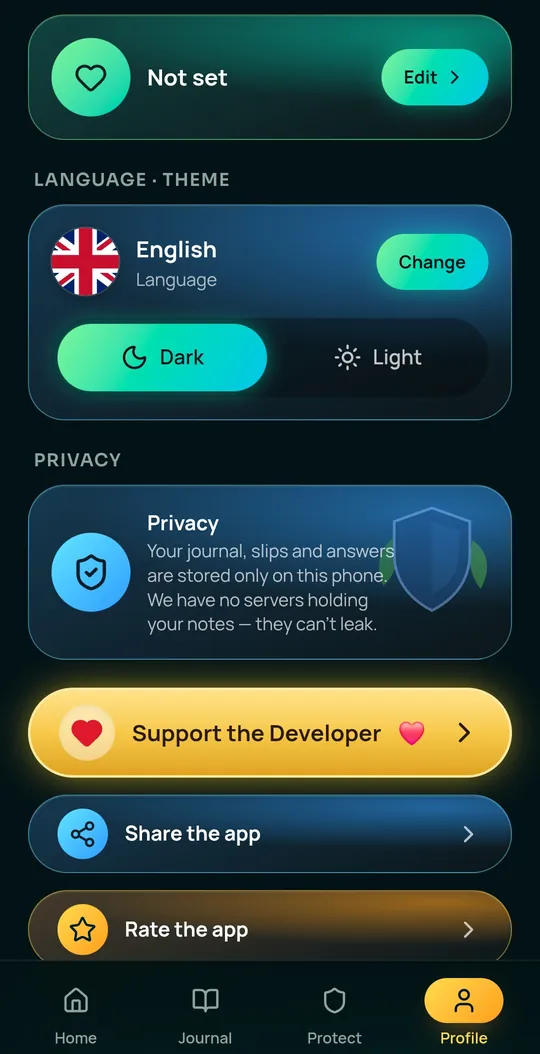 Not set
Edit
LANGUAGE · THEME
English
Language
Change
Dark
Light
PRIVACY
Privacy
Your journal, slips and answers
are stored only on this phone.
We have no servers holding
your notes — they can't leak.
Support the Developer
Share the app
Rate the app
Home
Journal
Protect
Profile